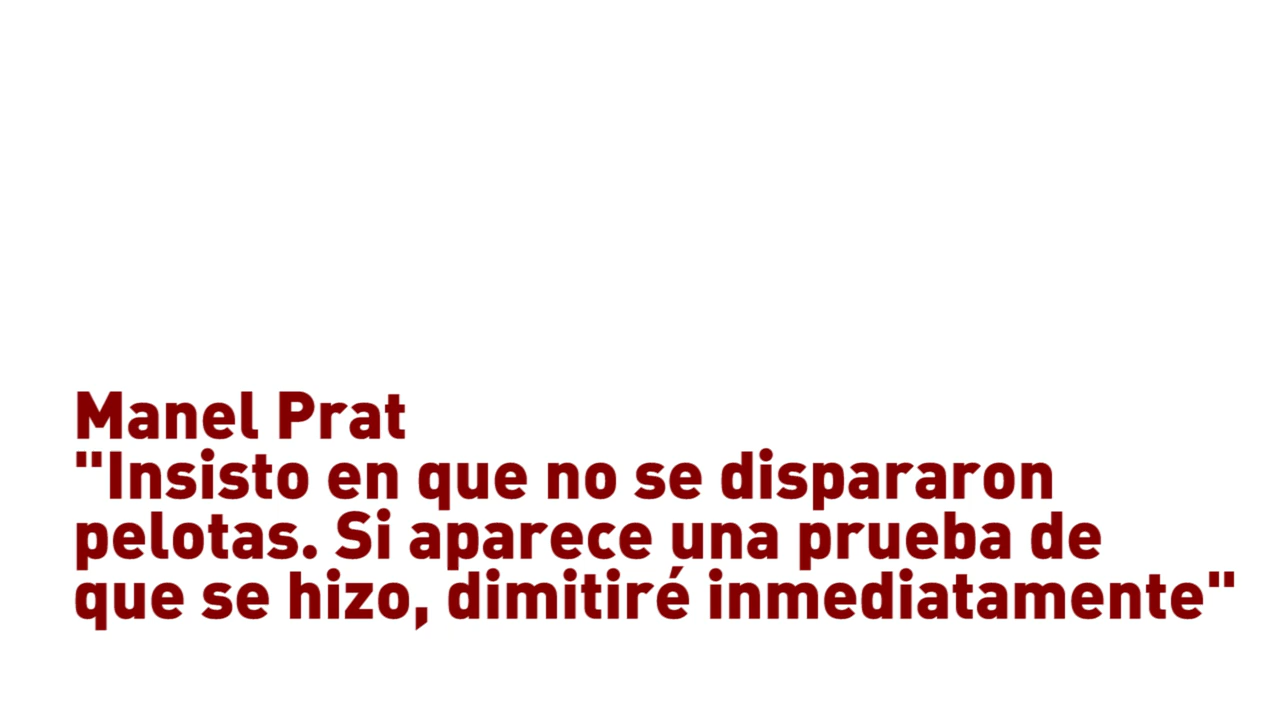 Manel Prat
"Insisto en que no se dispararon
pelotas. Si aparece una prueba de
que se hizo, dimitiré inmediatamente"